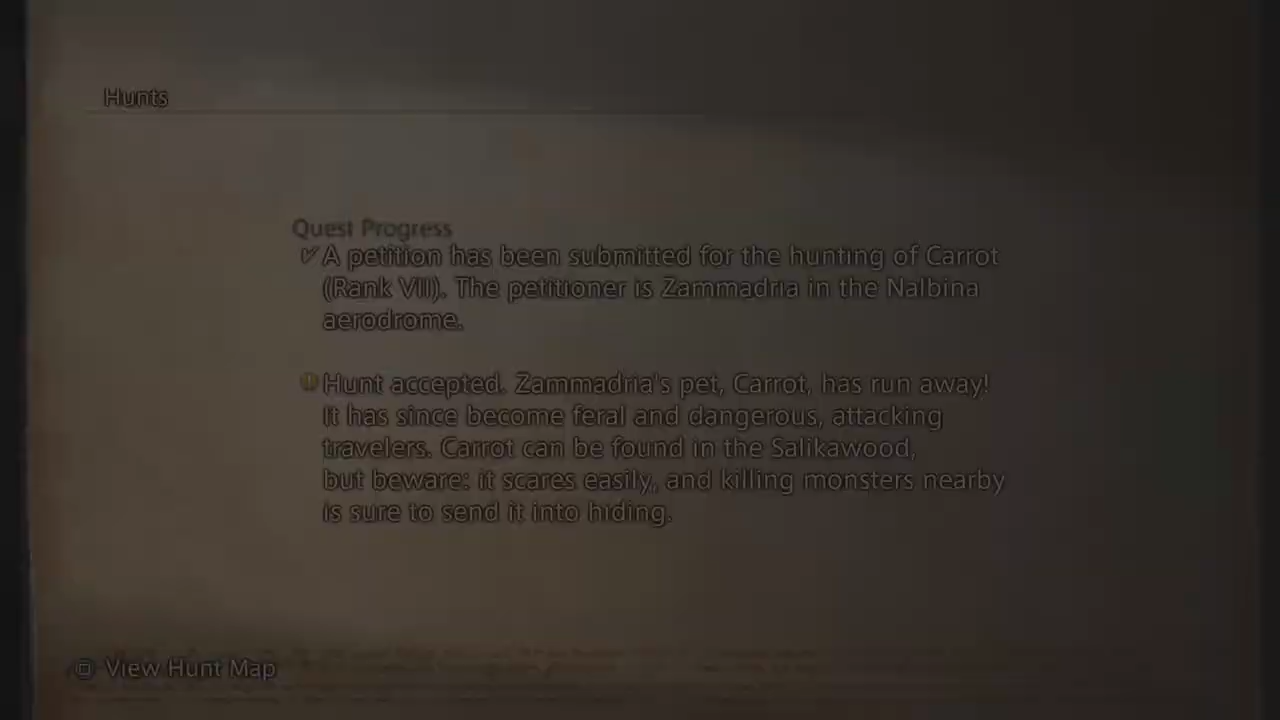 Hunts
Quest Progress
A petition has been submitted for the hunting of Carrot
(Rank VII). The petitioner is Zammadria in the Nalbina
aerodrome.
Hunt accepted. Zammadria's pet, Carrot, has run away!
It has since become feral and dangerous, attacking
travelers. Carrot can be found in the Salikawood,
but beware: it scares easily, and killing monsters nearby
is sure to send it into hiding.
View Hunt Map